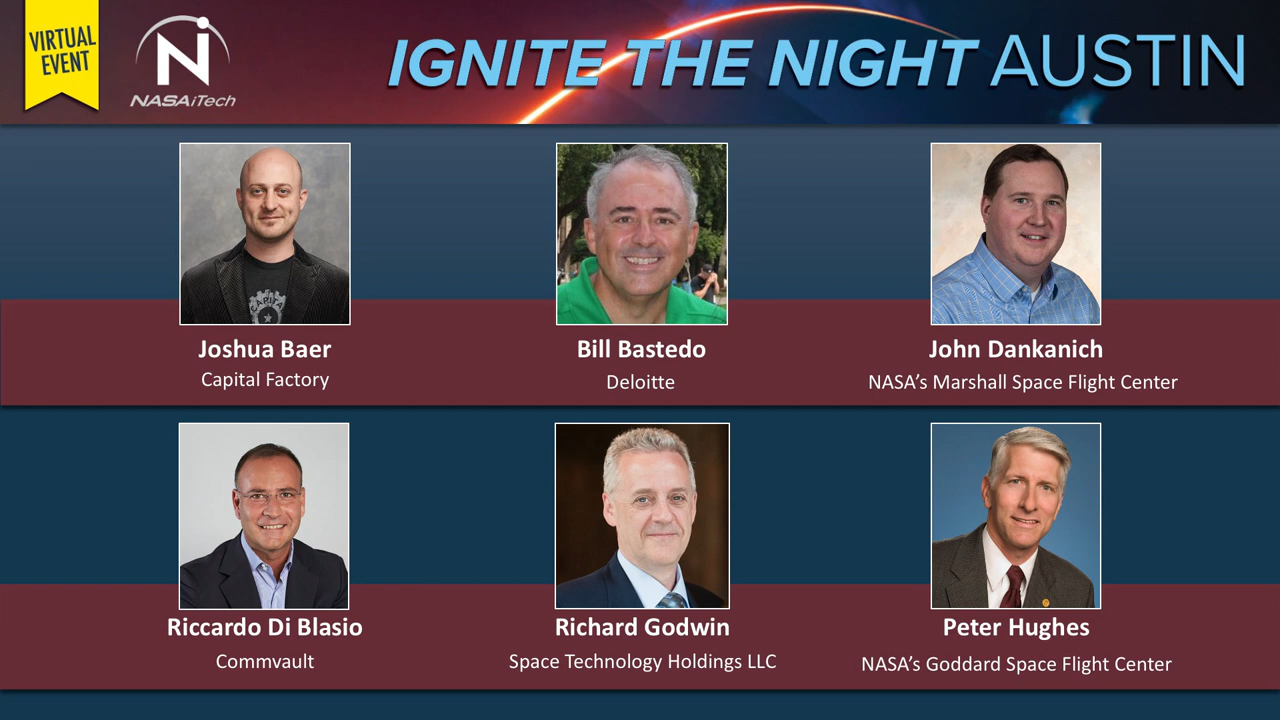 VIRTUAL
EVENT
NASAiTech
IGNITE THE NIGHT AUSTIN
Joshua Baer
Capital Factory
Bill Bastedo
Deloitte
John Dankanich
NASA’s Marshall Space Flight Center
Riccardo Di Blasio
Commvault
Richard Godwin
Space Technology Holdings LLC
Peter Hughes
NASA’s Goddard Space Flight Center